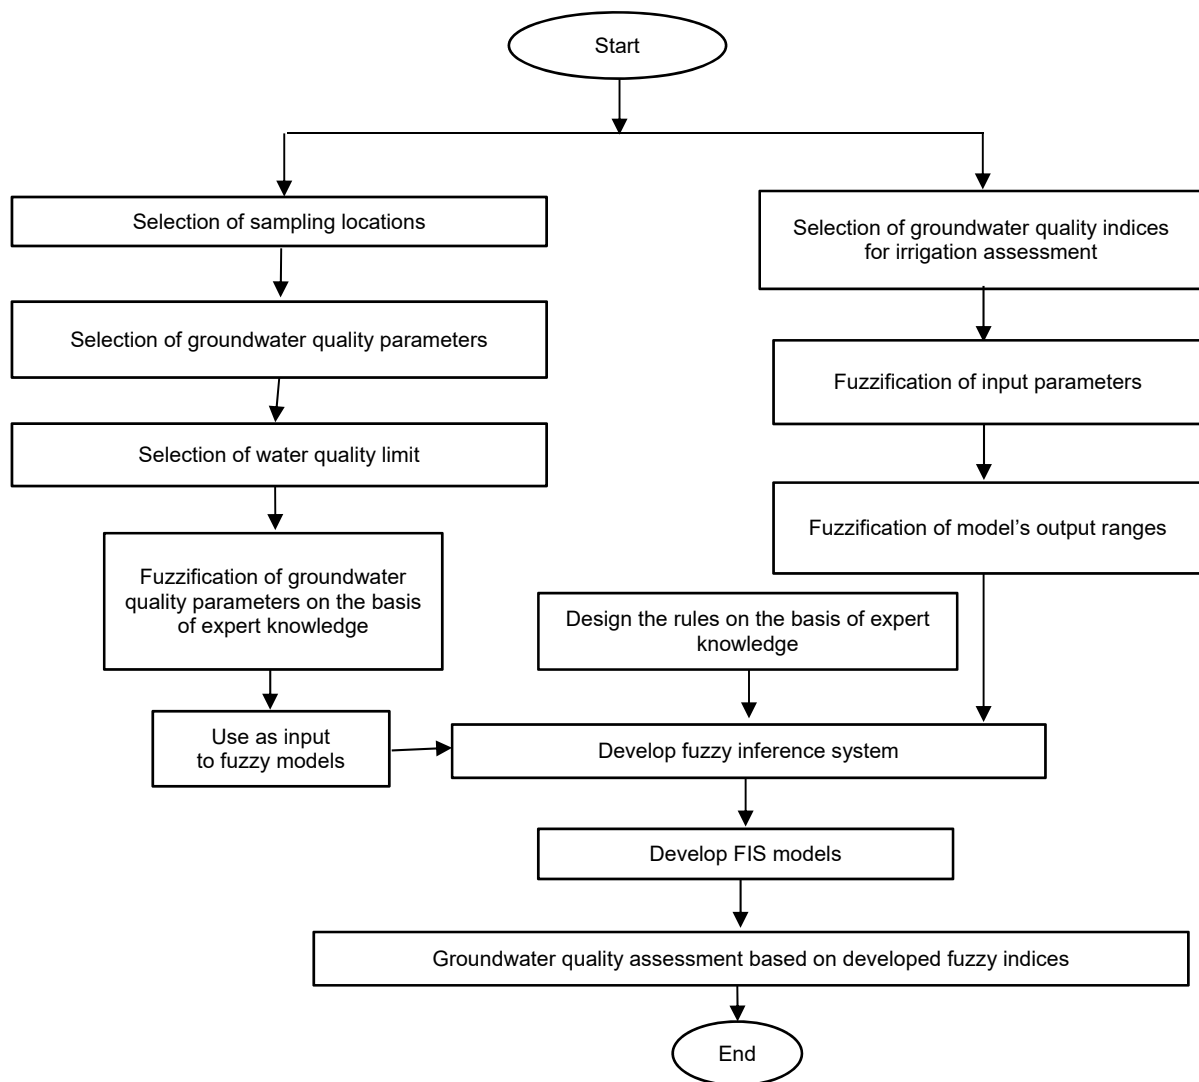 Start
Selection of sampling locations
Selection of groundwater quality parameters
Selection of water quality limit
Fuzzification of groundwater
quality parameters on the basis
of expert knowledge
Use as input
to fuzzy models
Selection of groundwater quality indices
for irrigation assessment
Fuzzification of input parameters
Fuzzification of model’s output ranges
Design the rules on the basis of expert
knowledge
Develop fuzzy inference system
Develop FIS models
Groundwater quality assessment based on developed fuzzy indices
End